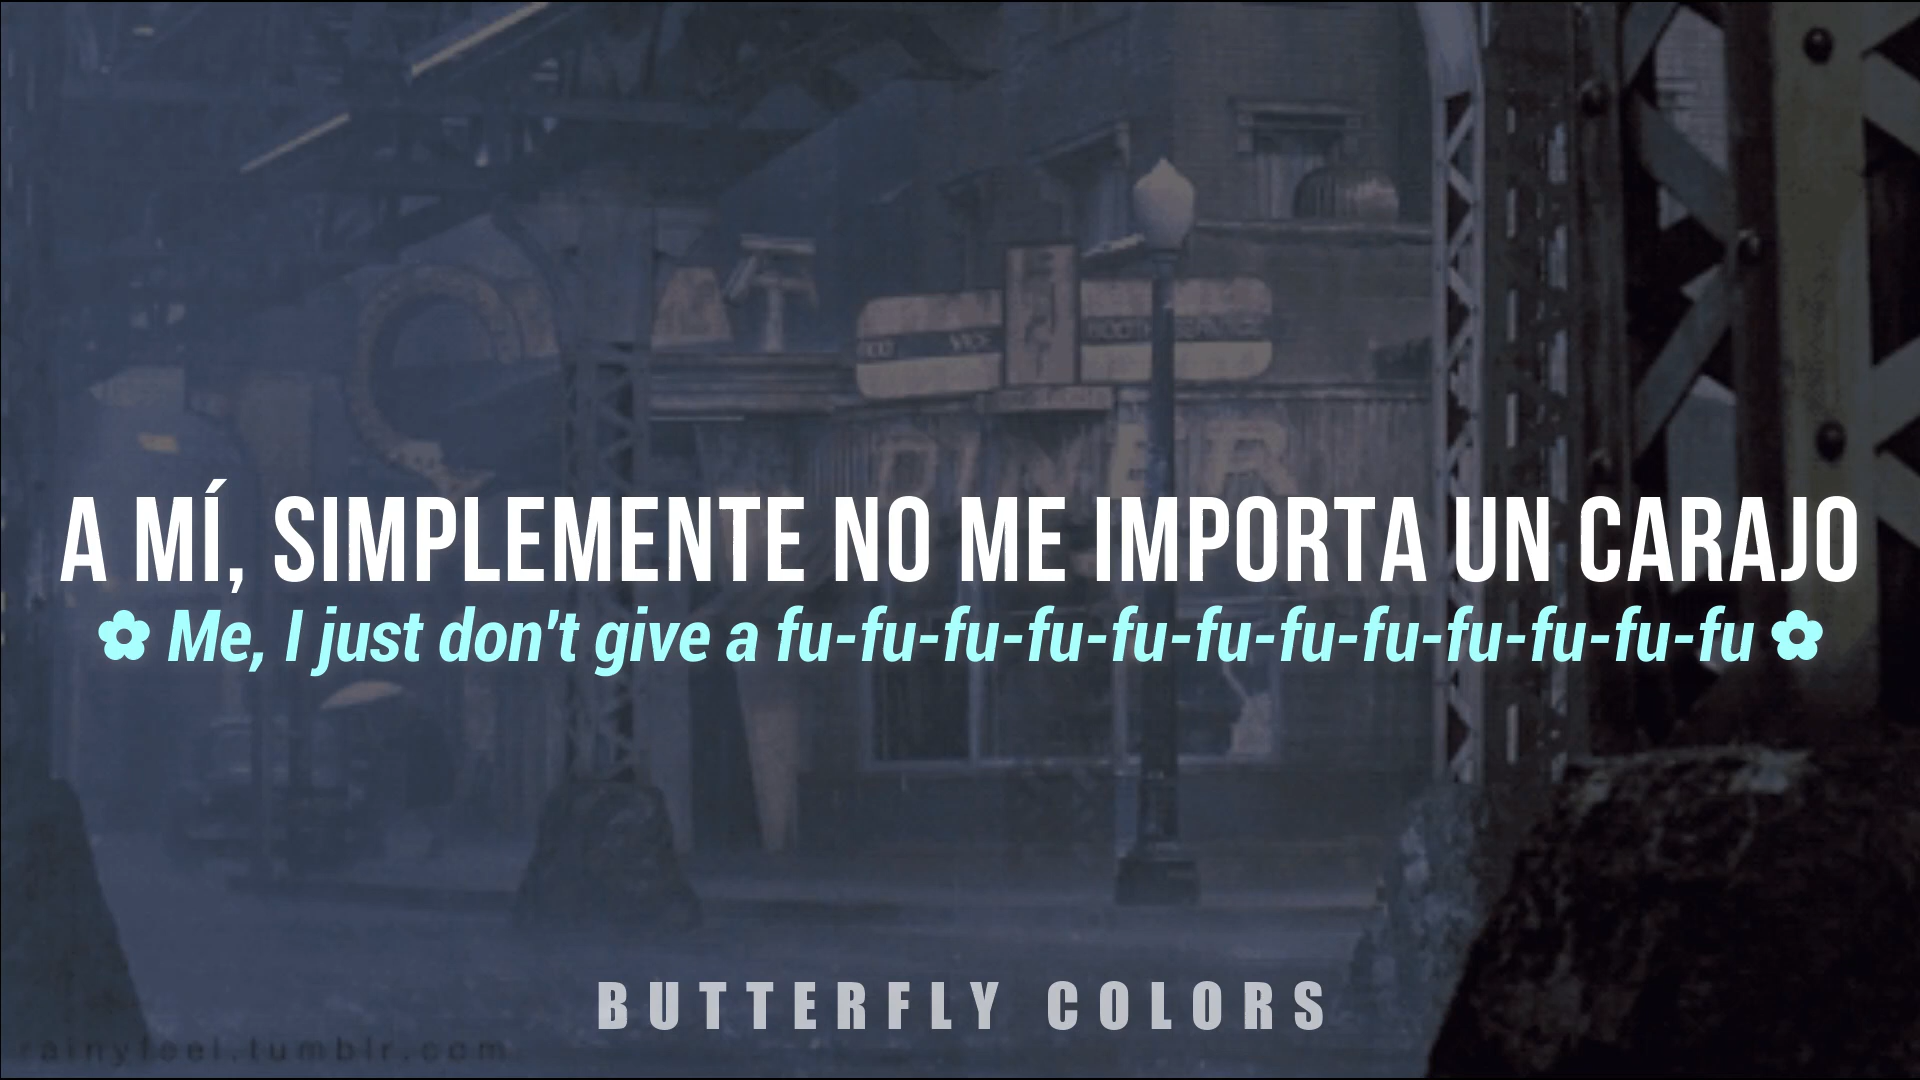 DINER
A MÍ, SIMPLEMENTE NO ME IMPORTA UN CARAJO
✿ Me, I just don't give a fu-fu-fu-fu-fu-fu-fu-fu-fu-fu-fu-fu ✿
BUTTERFLY COLORS
rainyfeel.tumblr.com